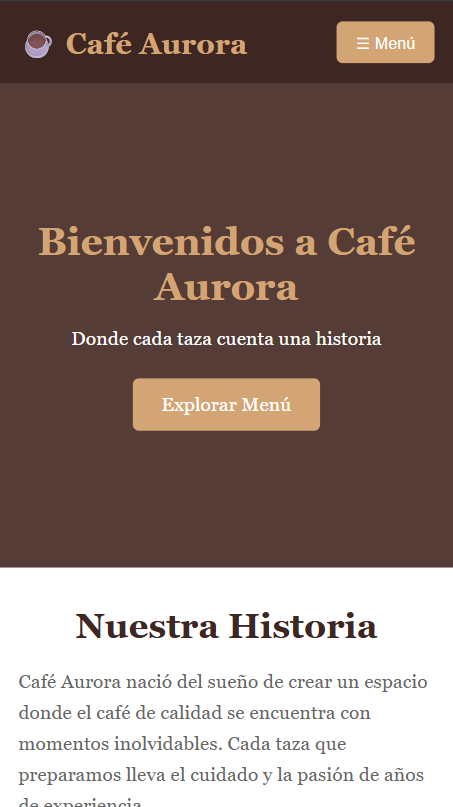 Café Aurora
☰ Menú
Bienvenidos a Café
Aurora
Donde cada taza cuenta una historia
Explorar Menú
Nuestra Historia
Café Aurora nació del sueño de crear un espacio
donde el café de calidad se encuentra con
momentos inolvidables. Cada taza que
preparamos lleva el cuidado y la pasión de años
de experiencia